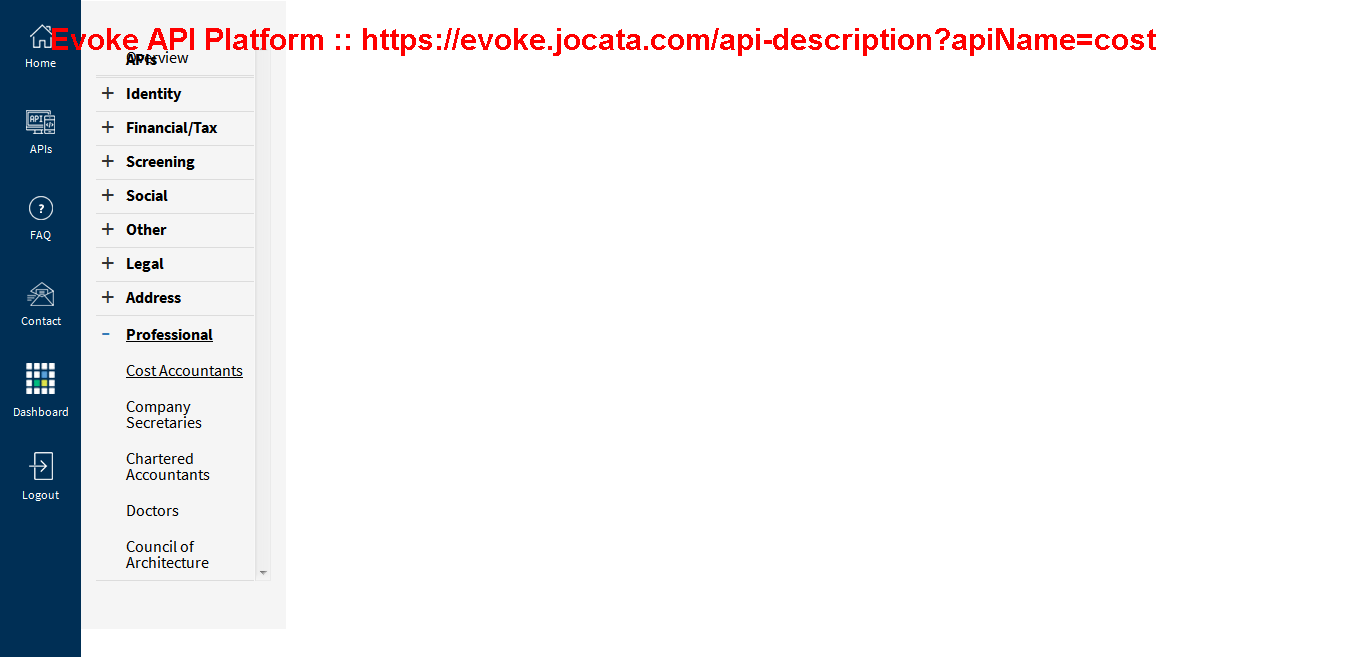 Evoke API Platform :: https://evoke.jocata.com/api-description?apiName=cost
Home
APIs
FAQ
Contact
Dashboard
Logout
Overview
APIs
Identity
Financial/Tax
Screening
Social
Other
Legal
Address
Professional
Cost Accountants
Company
Secretaries
Chartered
Accountants
Doctors
Council of
Architecture